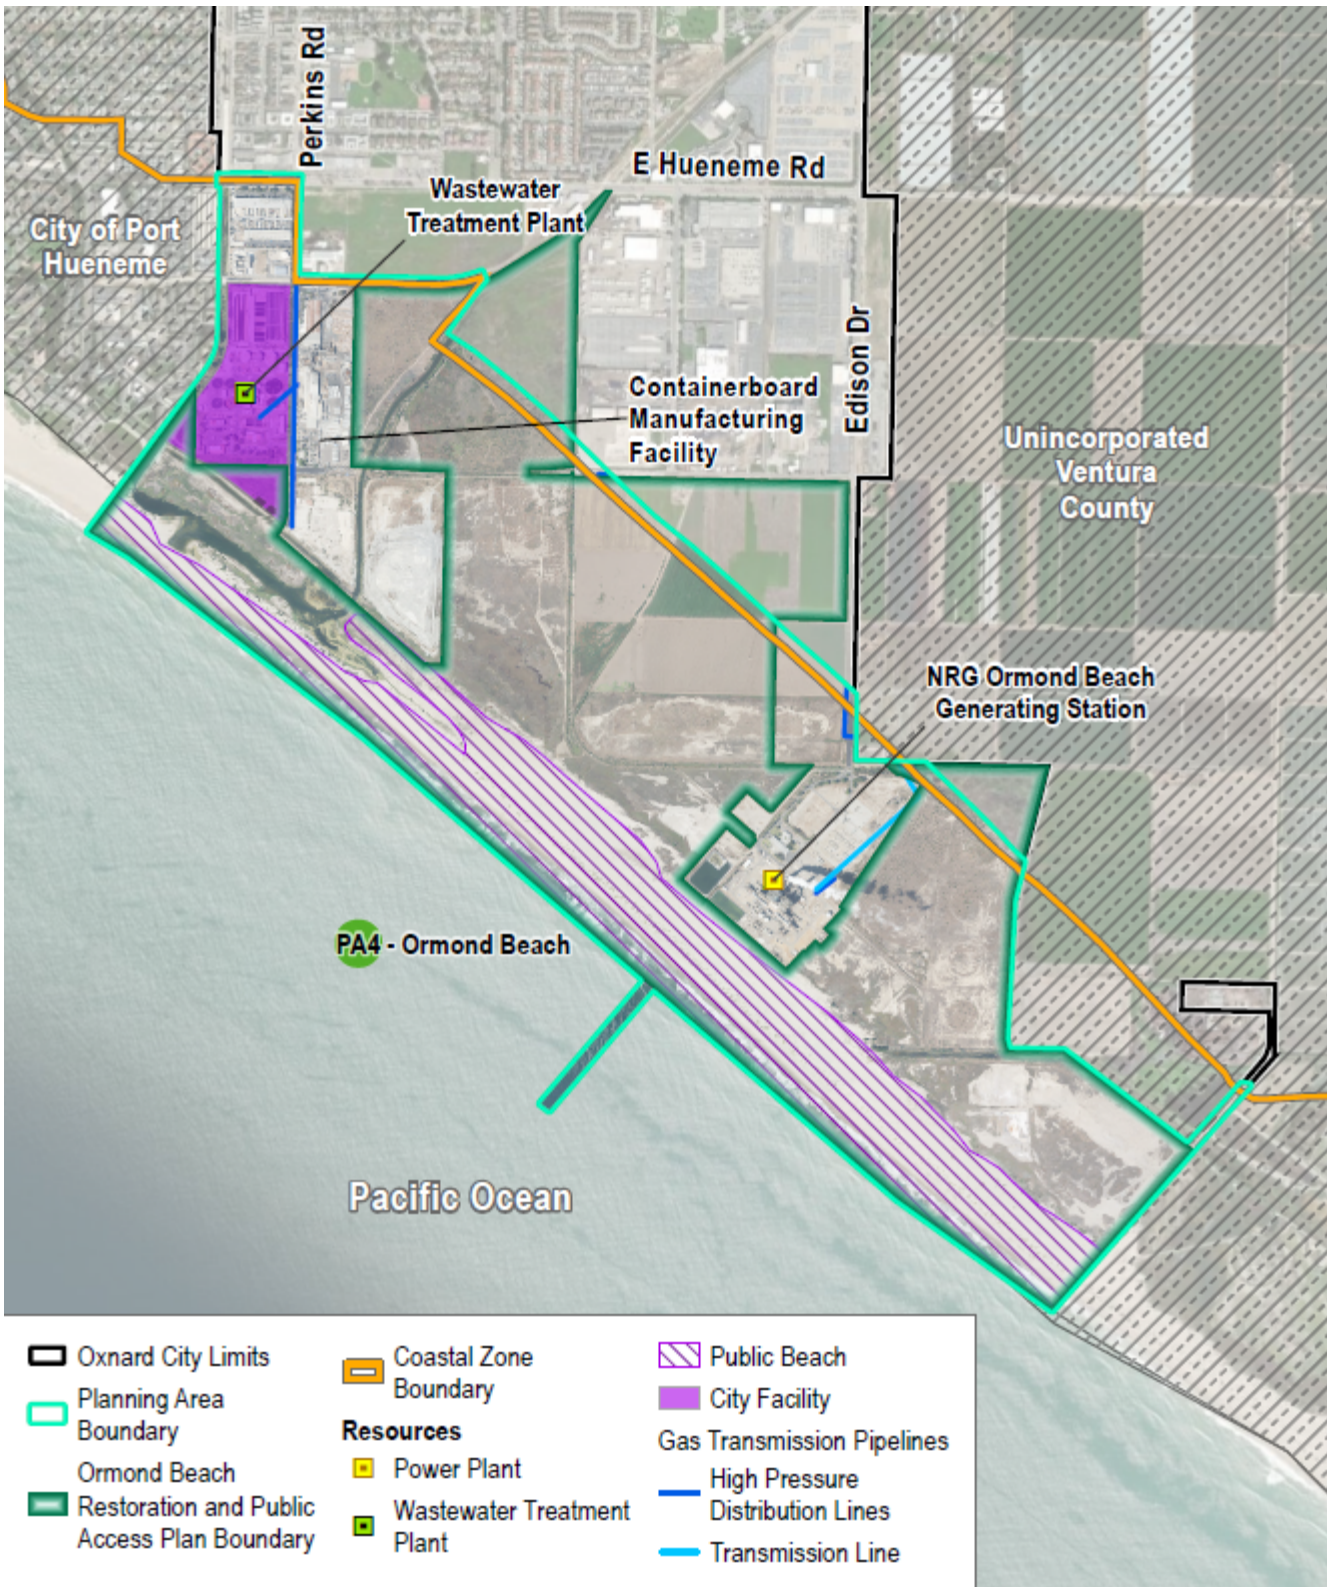 Perkins Rd
E Hueneme Rd
Wastewater
Treatment Plant
City of Port
Hueneme
Edison Dr
Containerboard
Manufacturing
Facility
Unincorporated
Ventura
County
NRG Ormond Beach
Generating Station
PA4 - Ormond Beach
Pacific Ocean
Oxnard City Limits
Planning Area
Boundary
Ormond Beach
Restoration and Public
Access Plan Boundary
Coastal Zone
Boundary
Resources
Power Plant
Wastewater Treatment
Plant
Public Beach
City Facility
Gas Transmission Pipelines
High Pressure
Distribution Lines
Transmission Line